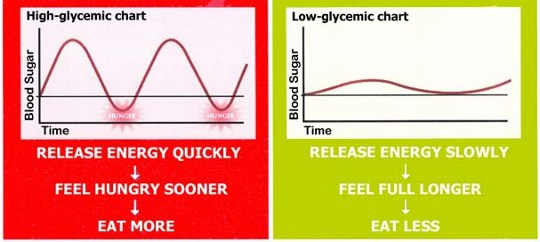 High-glycemic chart
Blood Sugar
HUNGER
HUNGER
Time
RELEASE ENERGY QUICKLY
↓
FEEL HUNGRY SOONER
↓
EAT MORE
Low-glycemic chart
Blood Sugar
Time
RELEASE ENERGY SLOWLY
↓
FEEL FULL LONGER
↓
EAT LESS